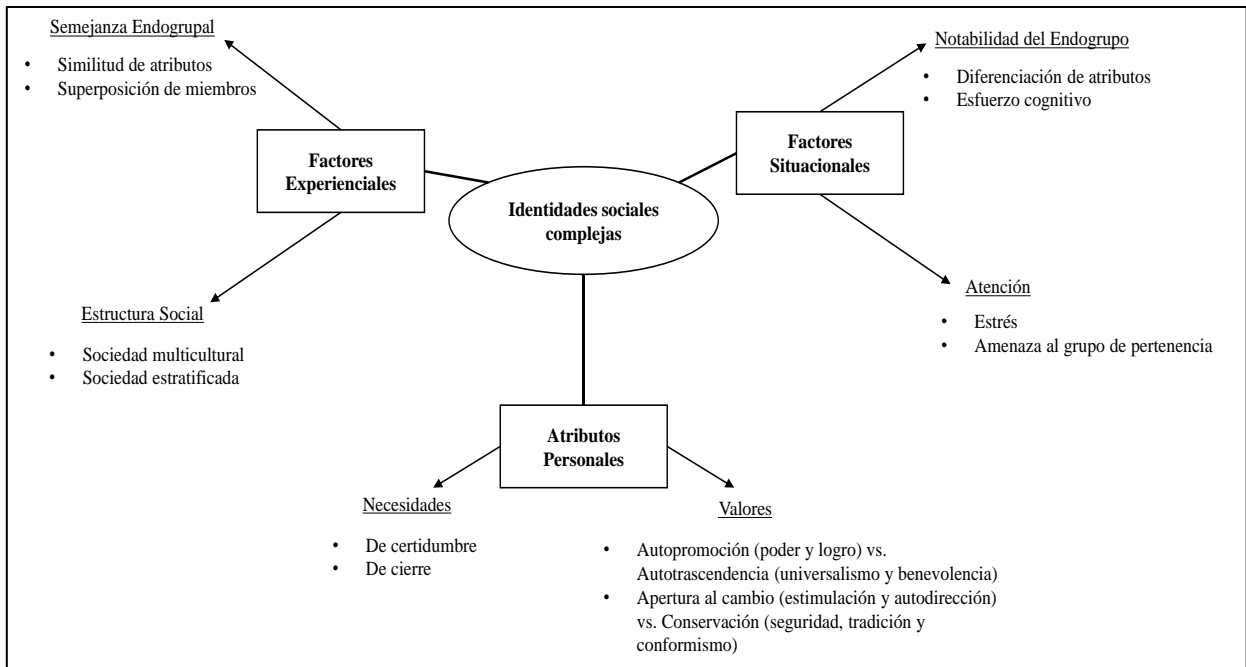 Semejanza Endogrupal
• Similitud de atributos
• Superposición de miembros
Factores
Experienciales
Estructura Social
• Sociedad multicultural
• Sociedad estratificada
Identidades sociales
complejas
Notabilidad del Endogrupo
• Diferenciación de atributos
• Esfuerzo cognitivo
Factores
Situacionales
Atención
• Estrés
• Amenaza al grupo de pertenencia
Atributos
Personales
Necesidades
• De certidumbre
• De cierre
Valores
• Autopromoción (poder y logro) vs.
Autotrascendencia (universalismo y benevolencia)
• Apertura al cambio (estimulación y autodirección)
vs. Conservación (seguridad, tradición y
conformismo)